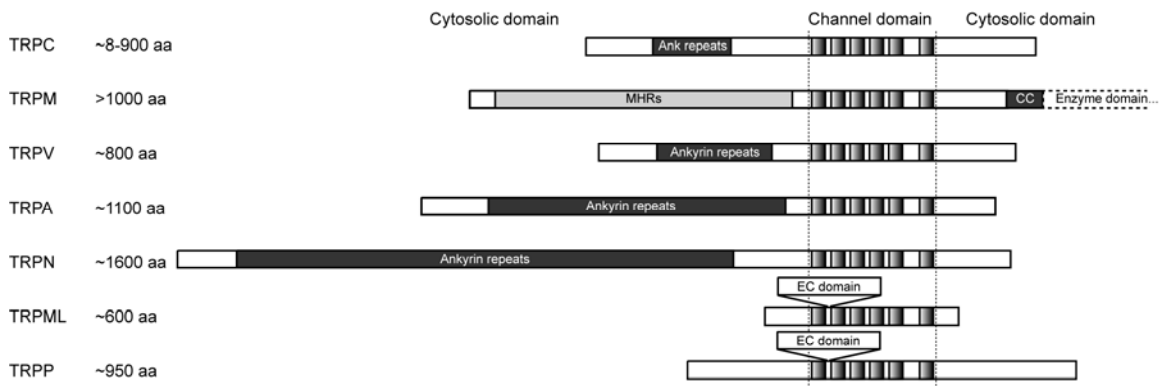 Cytosolic domain Channel domain Cytosolic domain
TRPC ~8-900 aa Ank repeats
TRPM >1000 aa MHRs CC Enzyme domain...
TRPV ~800 aa Ankyrin repeats
TRPA ~1100 aa Ankyrin repeats
TRPN ~1600 aa Ankyrin repeats
EC domain
TRPML ~600 aa
EC domain
TRPP ~950 aa